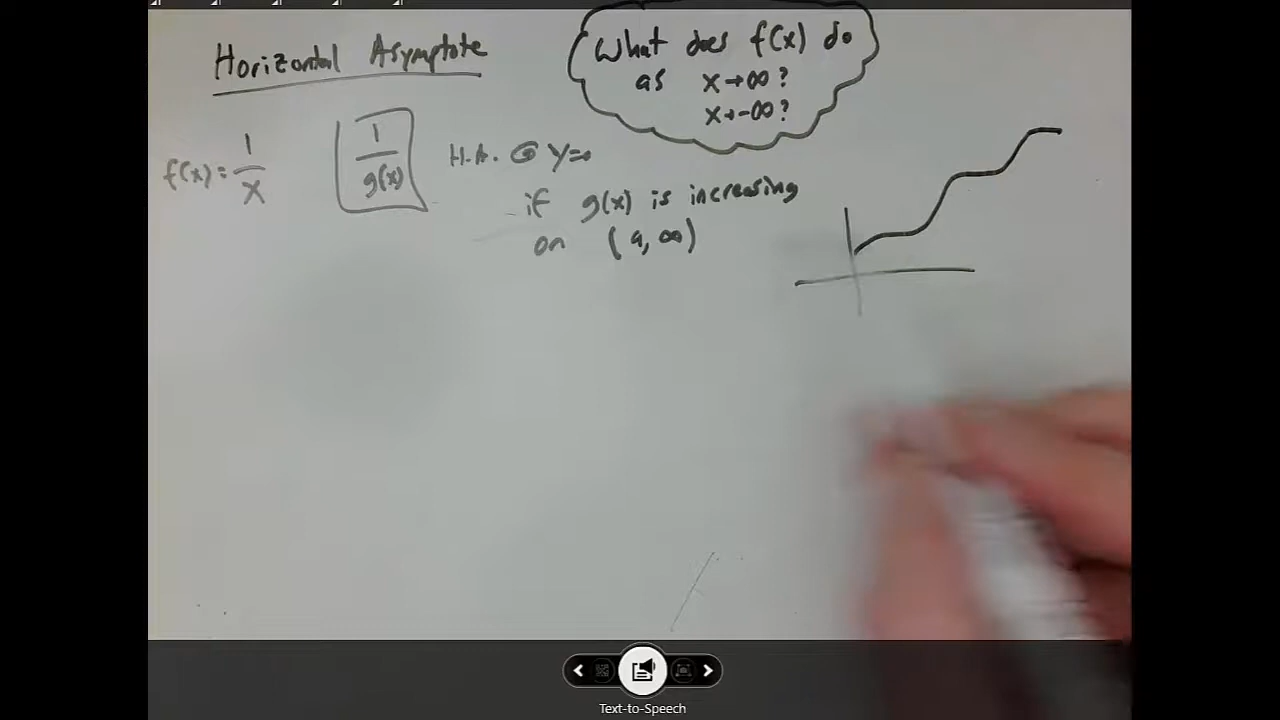 Horizontal Asymptote
What does f(x) do
as x→∞?
x→-∞?
f(x)= 1/x
1/g(x)
H.A. @ y=0
if g(x) is increasing
on (a, ∞)
Text-to-Speech